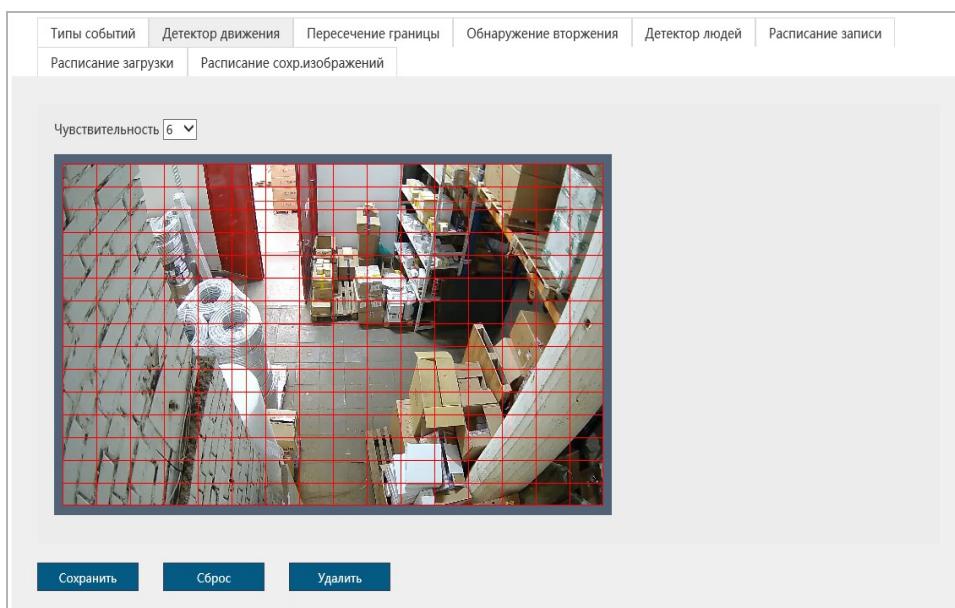 Типы событий Детектор движения Пересечение границы Обнаружение вторжения Детектор людей Расписание записи
Расписание загрузки Расписание сохр.изображений
Чувствительность 6
Сохранить Сброс Удалить